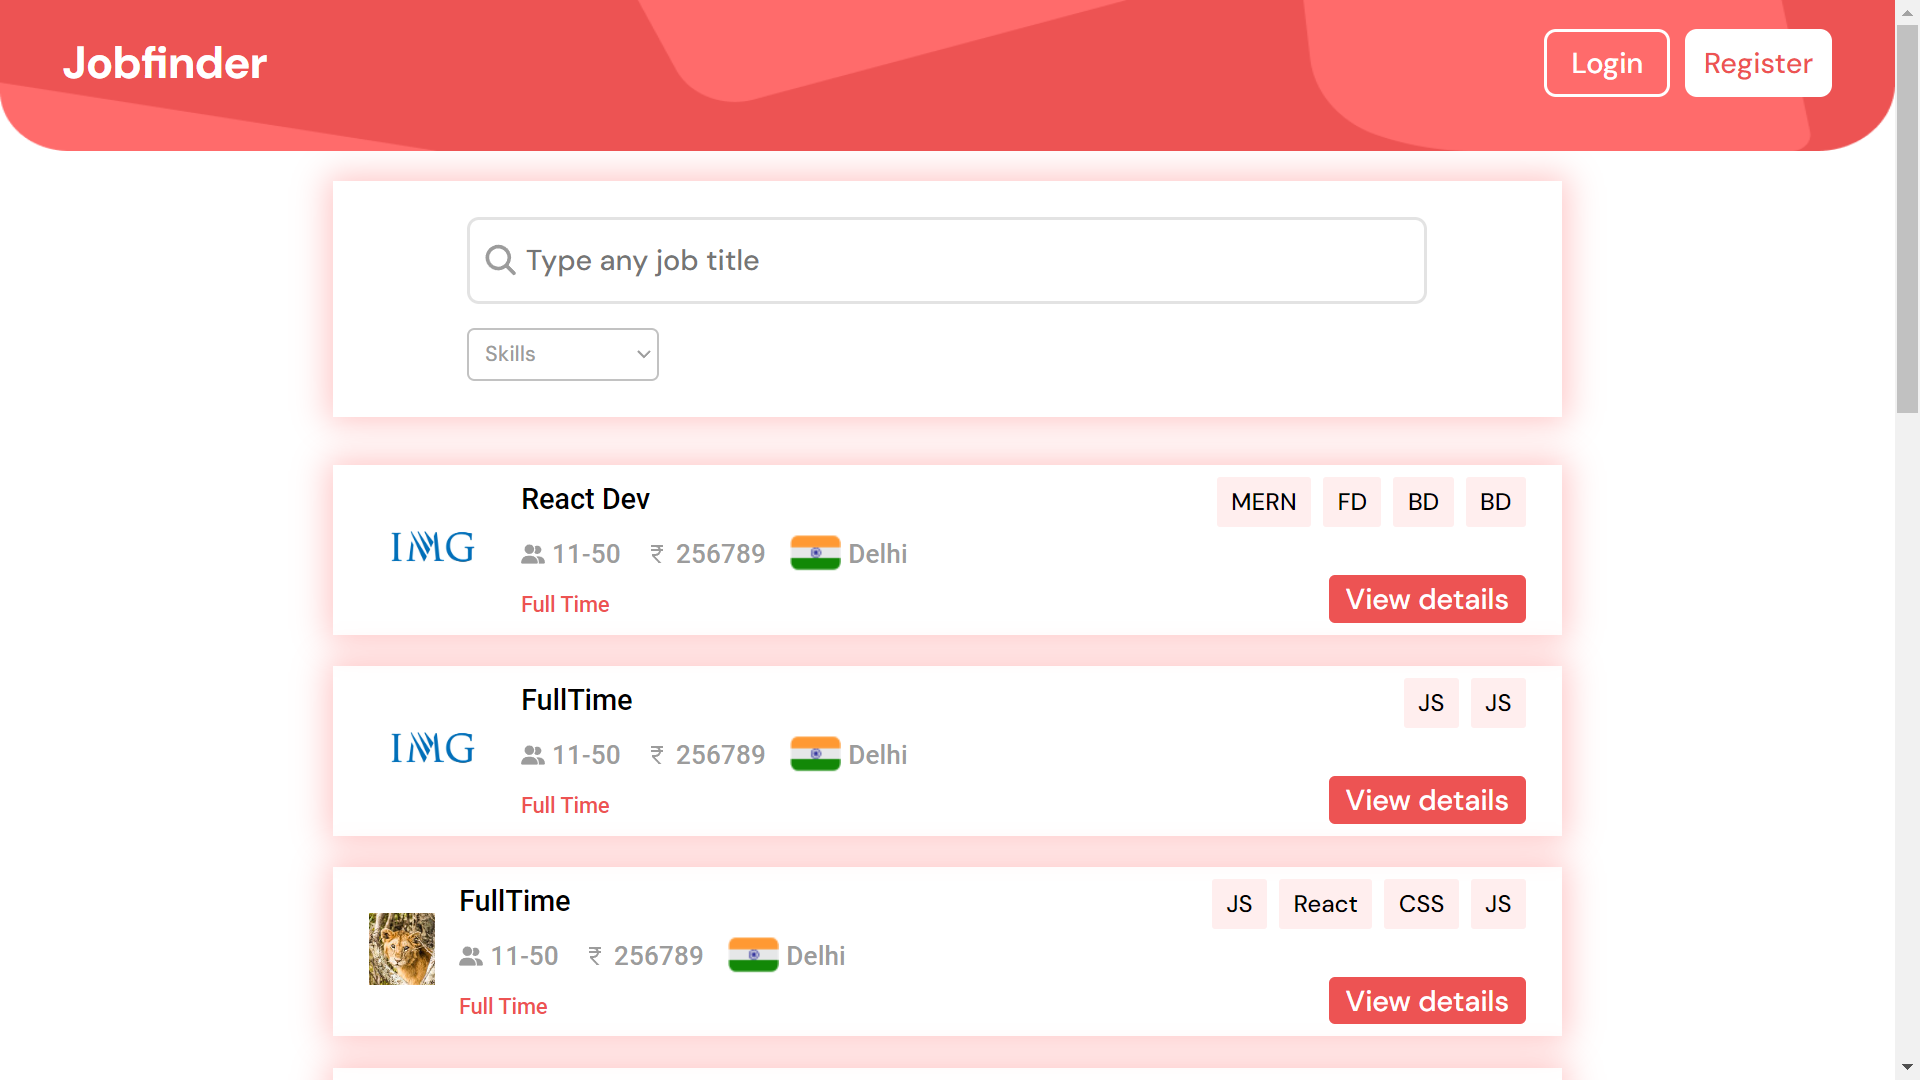 Jobfinder
Login
Register
Type any job title
Skills
React Dev
MERN
FD
BD
BD
IMG
11-50
₹ 256789
Delhi
Full Time
View details
FullTime
JS
JS
IMG
11-50
₹ 256789
Delhi
Full Time
View details
FullTime
JS
React
CSS
JS
11-50
₹ 256789
Delhi
Full Time
View details